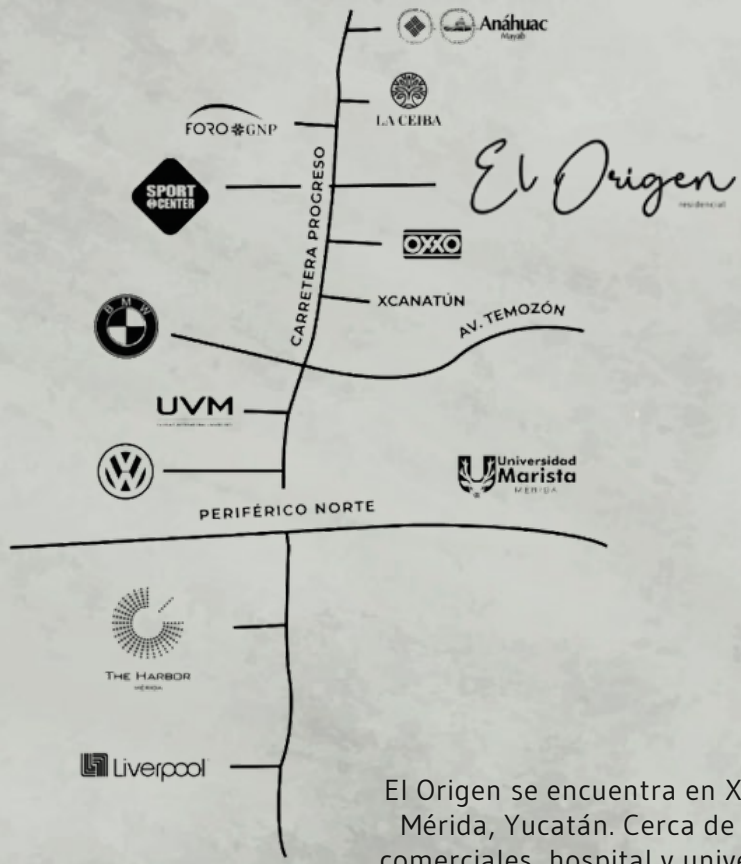 Anáhuac
Mayab
LA CEIBA
FORO GNP
SPORT
CENTER
El Origen
residencial
CARRETERA PROGRESO
OXXO
XCANATÚN
BMW
AV. TEMOZÓN
UVM
Universidad
Marista
MÉRIDA
PERIFÉRICO NORTE
THE HARBOR
MÉRIDA
Liverpool
El Origen se encuentra en X
Mérida, Yucatán. Cerca de
comerciales, hospital y unive